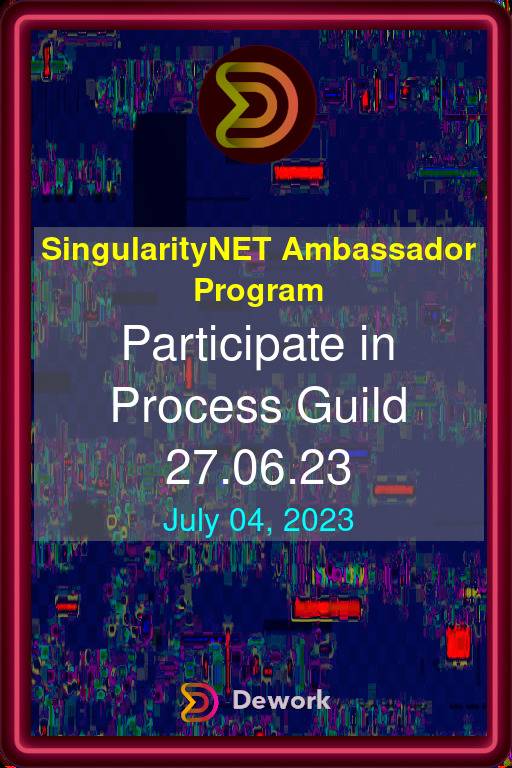 SingularityNET Ambassador
Program
Participate in
Process Guild
27.06.23
July 04, 2023
Dework